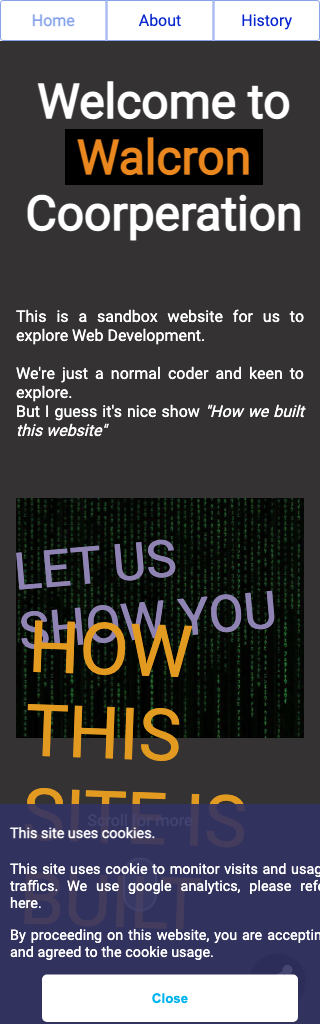 Home About History
Welcome to
Walcron
Coorperation
This is a sandbox website for us to
explore Web Development.
We're just a normal coder and keen to
explore.
But I guess it's nice show "How we built
this website"
LET US
SHOW YOU
HOW
THIS
SITE IS
BUILT
Scroll for more
This site uses cookies.
This site uses cookie to monitor visits and usag
traffics. We use google analytics, please refe
here.
By proceeding on this website, you are acceptin
and agreed to the cookie usage.
Close